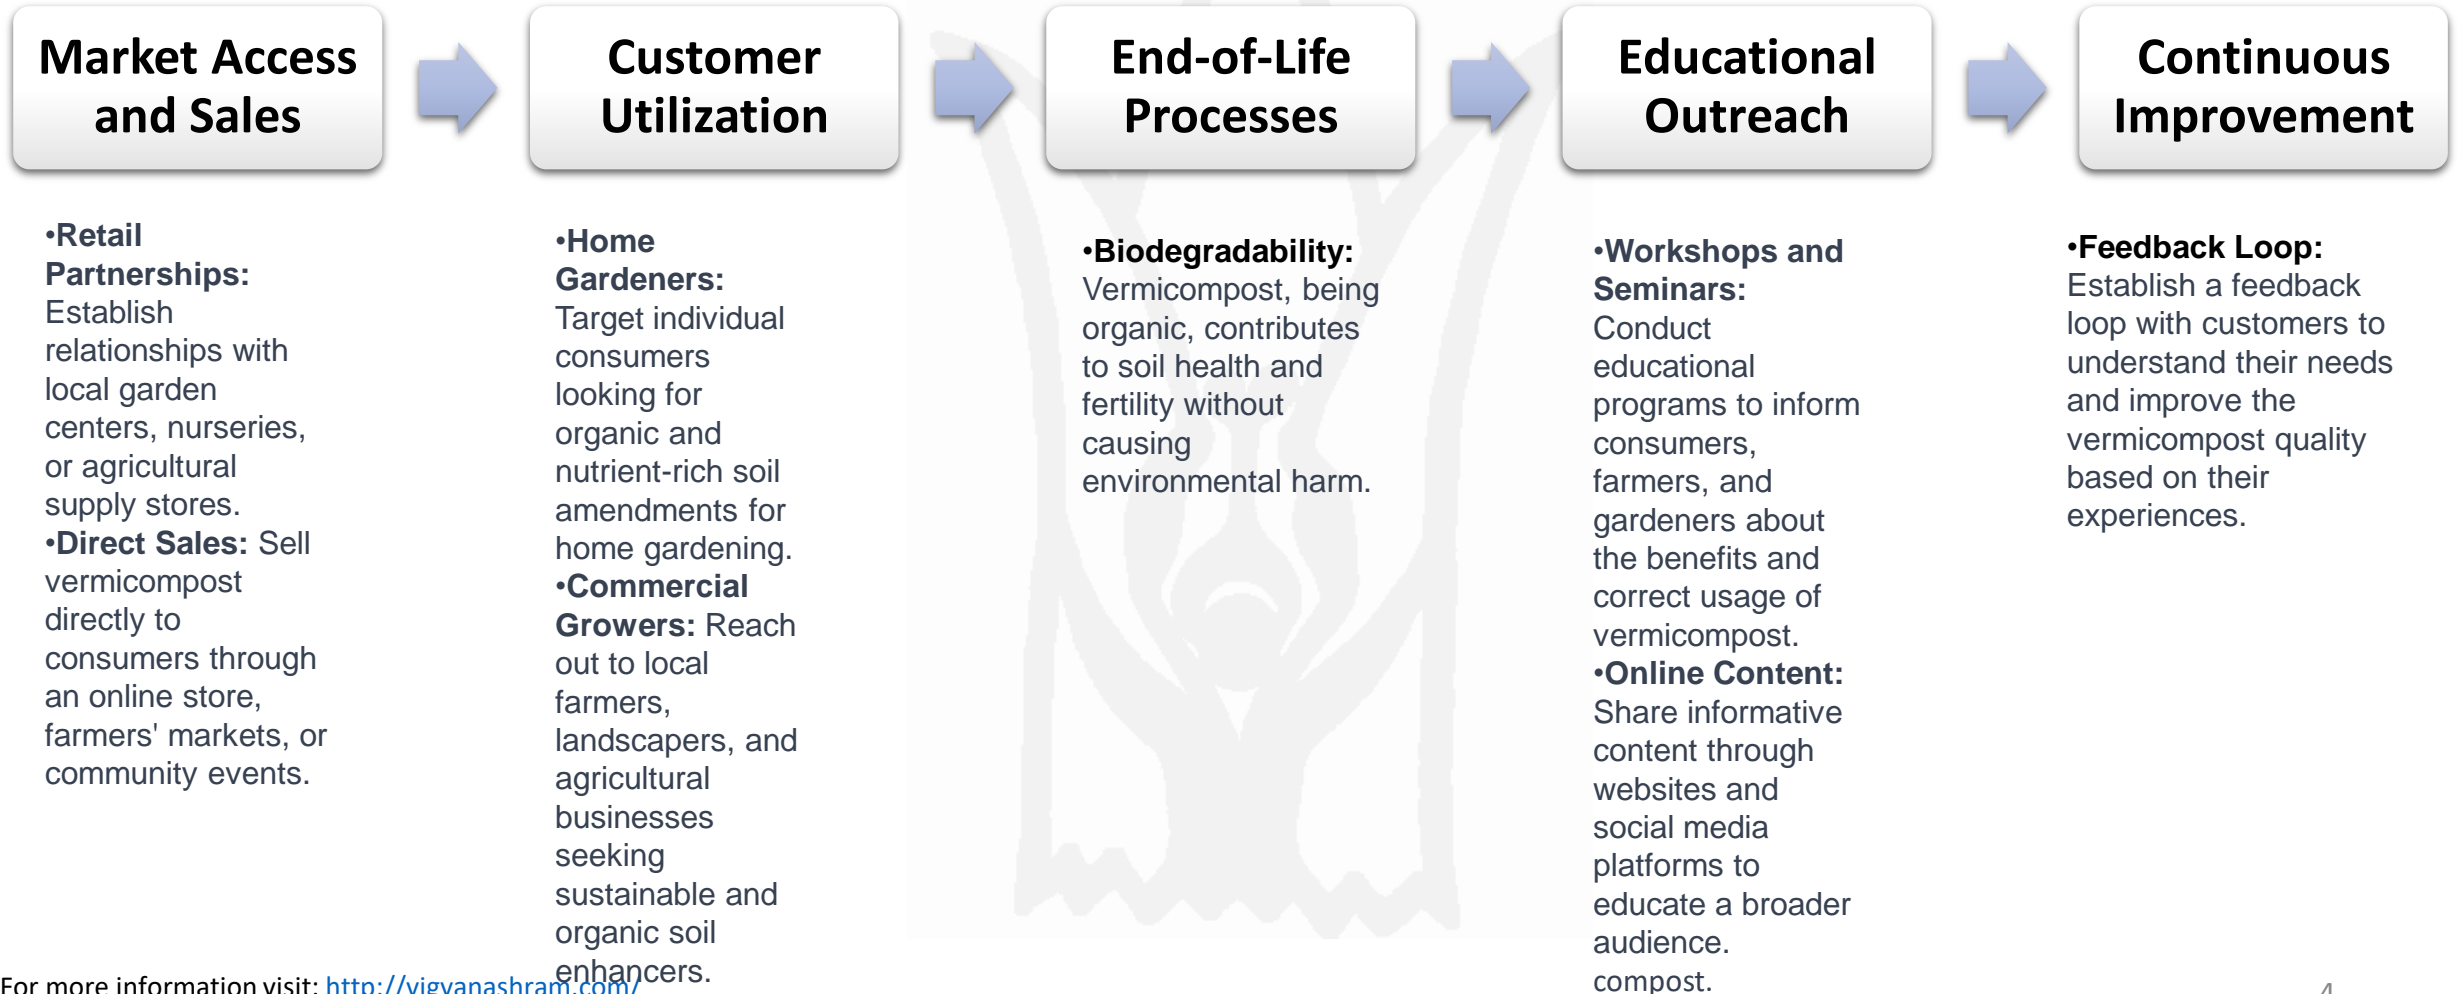 Market Access
and Sales
Customer
Utilization
End-of-Life
Processes
Educational
Outreach
Continuous
Improvement
•Retail
Partnerships:
Establish
relationships with
local garden
centers, nurseries,
or agricultural
supply stores.
•Direct Sales: Sell
vermicompost
directly to
consumers through
an online store,
farmers' markets, or
community events.
•Home
Gardeners:
Target individual
consumers
looking for
organic and
nutrient-rich soil
amendments for
home gardening.
•Commercial
Growers: Reach
out to local
farmers,
landscapers, and
agricultural
businesses
seeking
sustainable and
organic soil
enhancers.
•Biodegradability:
Vermicompost, being
organic, contributes
to soil health and
fertility without
causing
environmental harm.
•Workshops and
Seminars:
Conduct
educational
programs to inform
consumers,
farmers, and
gardeners about
the benefits and
correct usage of
vermicompost.
•Online Content:
Share informative
content through
websites and
social media
platforms to
educate a broader
audience.
compost.
•Feedback Loop:
Establish a feedback
loop with customers to
understand their needs
and improve the
vermicompost quality
based on their
experiences.
For more information visit: http://vigyanashram.com/
4